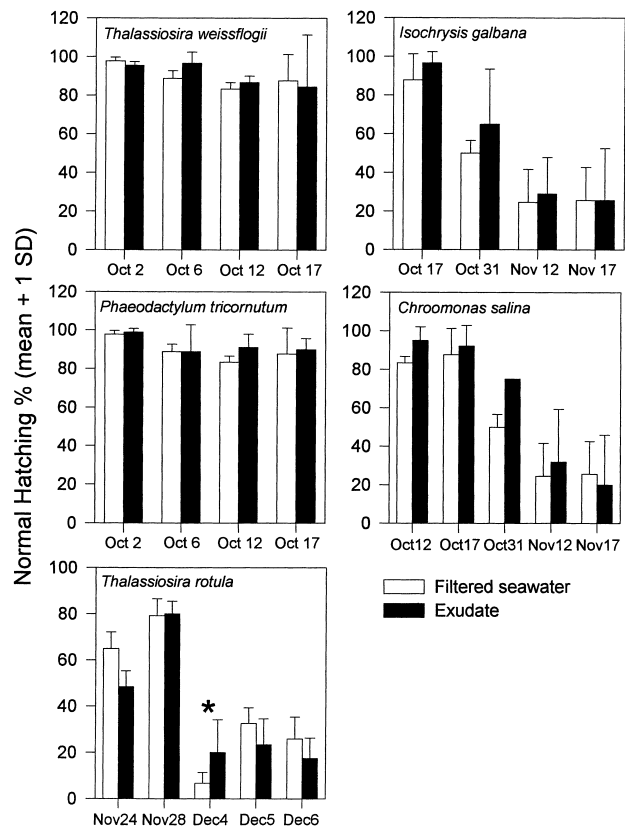 Normal Hatching % (mean + 1 SD)
Thalassiosira weissflogii
120
100
80
60
40
20
0
Oct 2 Oct 6 Oct 12 Oct 17
Isochrysis galbana
120
100
80
60
40
20
0
Oct 17 Oct 31 Nov 12 Nov 17
Phaeodactylum tricornutum
120
100
80
60
40
20
0
Oct 2 Oct 6 Oct 12 Oct 17
Chroomonas salina
120
100
80
60
40
20
0
Oct12 Oct17 Oct31 Nov12 Nov17
Thalassiosira rotula
100
80
60
40
20
0
*
Nov24 Nov28 Dec4 Dec5 Dec6
Filtered seawater
Exudate